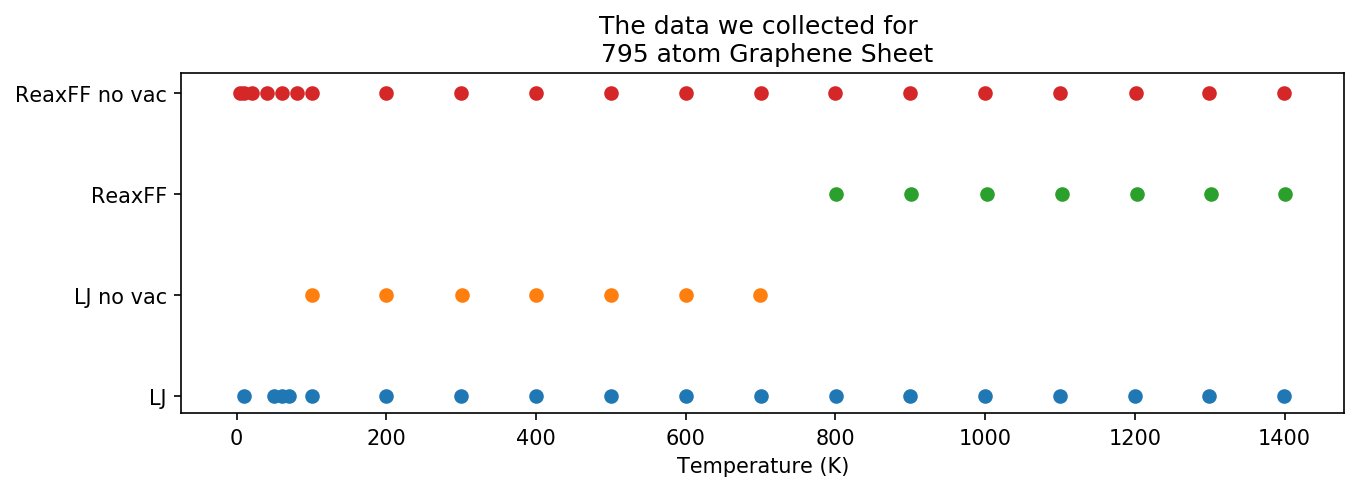 The data we collected for
795 atom Graphene Sheet
ReaxFF no vac
ReaxFF
LJ no vac
LJ
0 200 400 600 800 1000 1200 1400
Temperature (K)